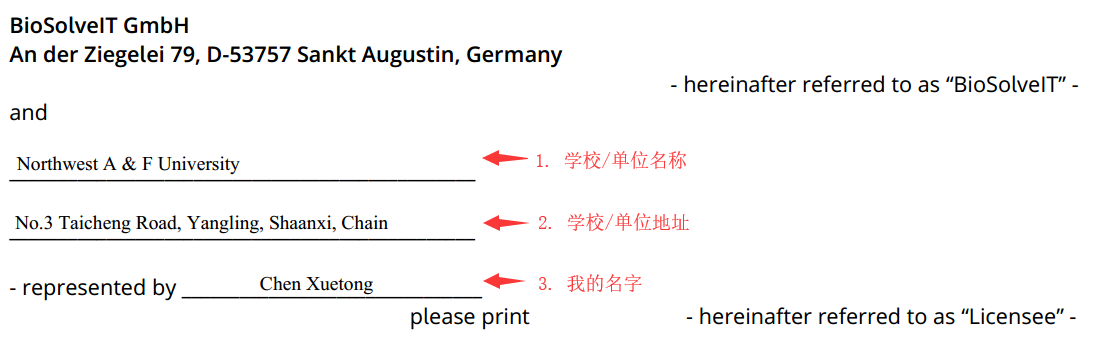 BioSolveIT GmbH
An der Ziegelei 79, D-53757 Sankt Augustin, Germany
- hereinafter referred to as “BioSolveIT” -
and
Northwest A & F University
1. 学校/单位名称
No.3 Taicheng Road, Yangling, Shaanxi, Chain
2. 学校/单位地址
- represented by Chen Xuetong
3. 我的名字
please print
- hereinafter referred to as “Licensee” -